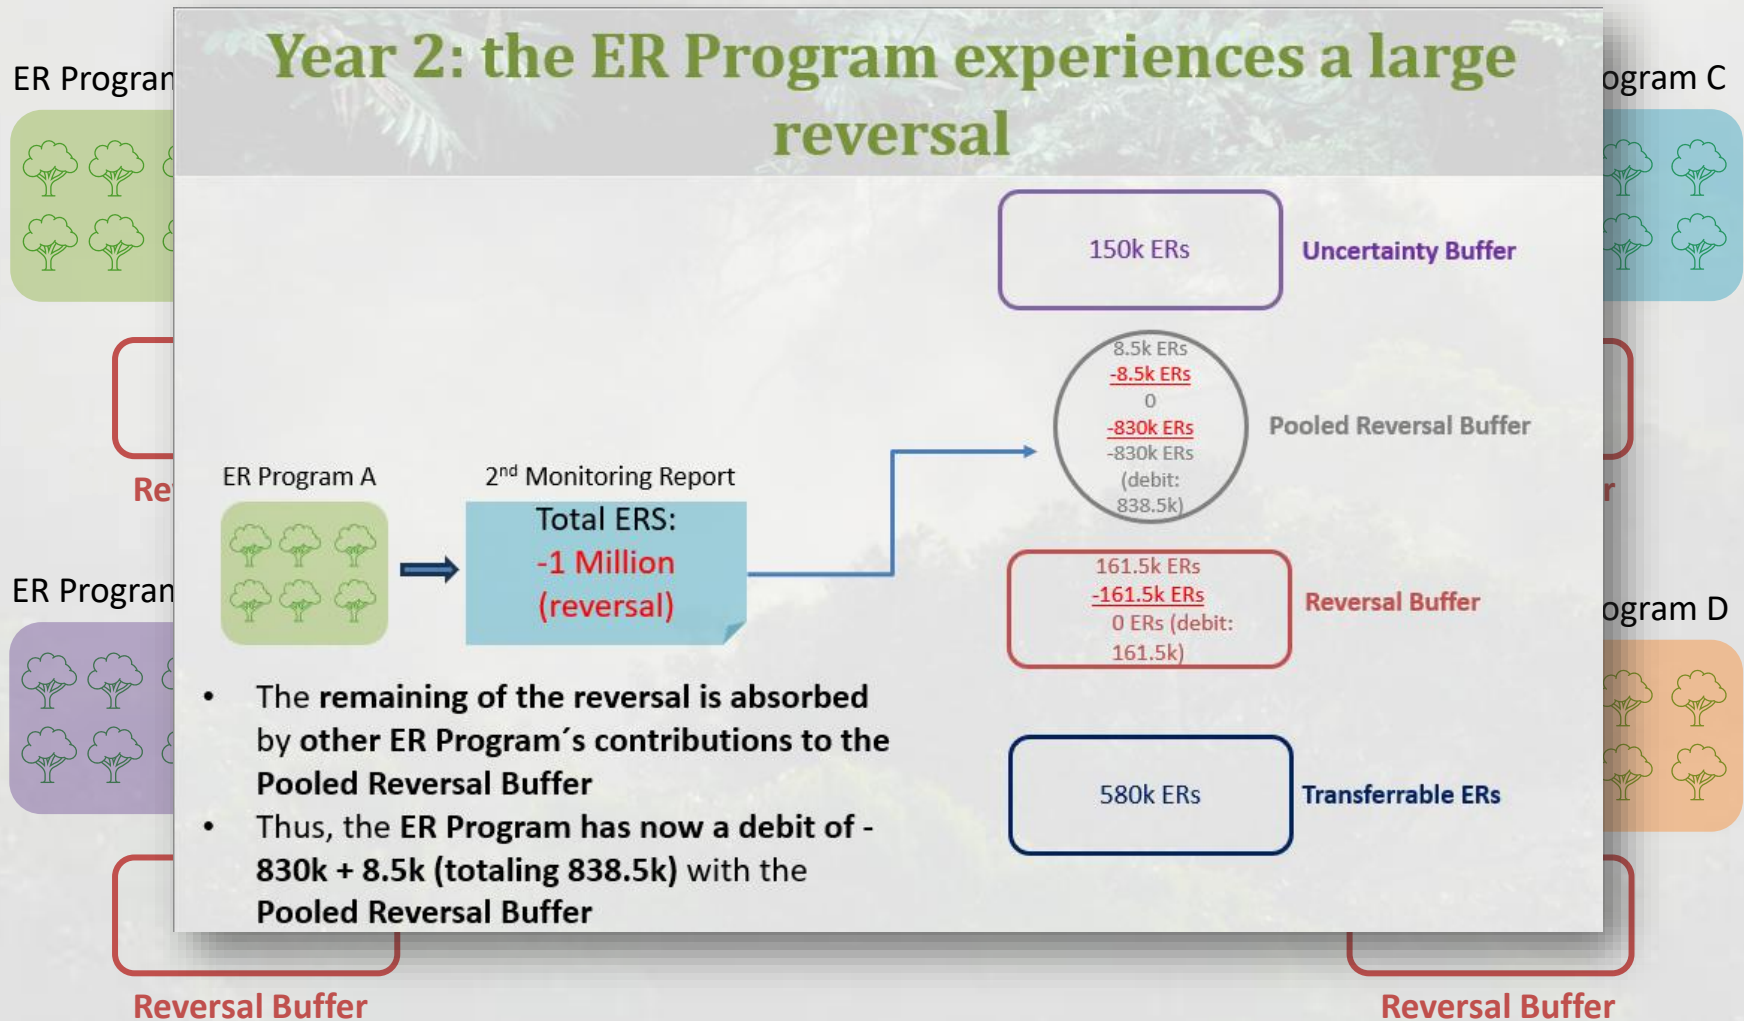 Year 2: the ER Program experiences a large
reversal
ER Program
ogram C
150k ERs
Uncertainty Buffer
8.5k ERs
-8.5k ERs
0
-830k ERs
-830k ERs
(debit:
838.5k)
Pooled Reversal Buffer
Re
r
ER Program A
2nd Monitoring Report
Total ERS:
-1 Million
(reversal)
161.5k ERs
-161.5k ERs
0 ERs (debit:
161.5k)
Reversal Buffer
ER Program
ogram D
• The remaining of the reversal is absorbed
by other ER Program´s contributions to the
Pooled Reversal Buffer
• Thus, the ER Program has now a debit of -
830k + 8.5k (totaling 838.5k) with the
Pooled Reversal Buffer
580k ERs
Transferrable ERs
Reversal Buffer
Reversal Buffer